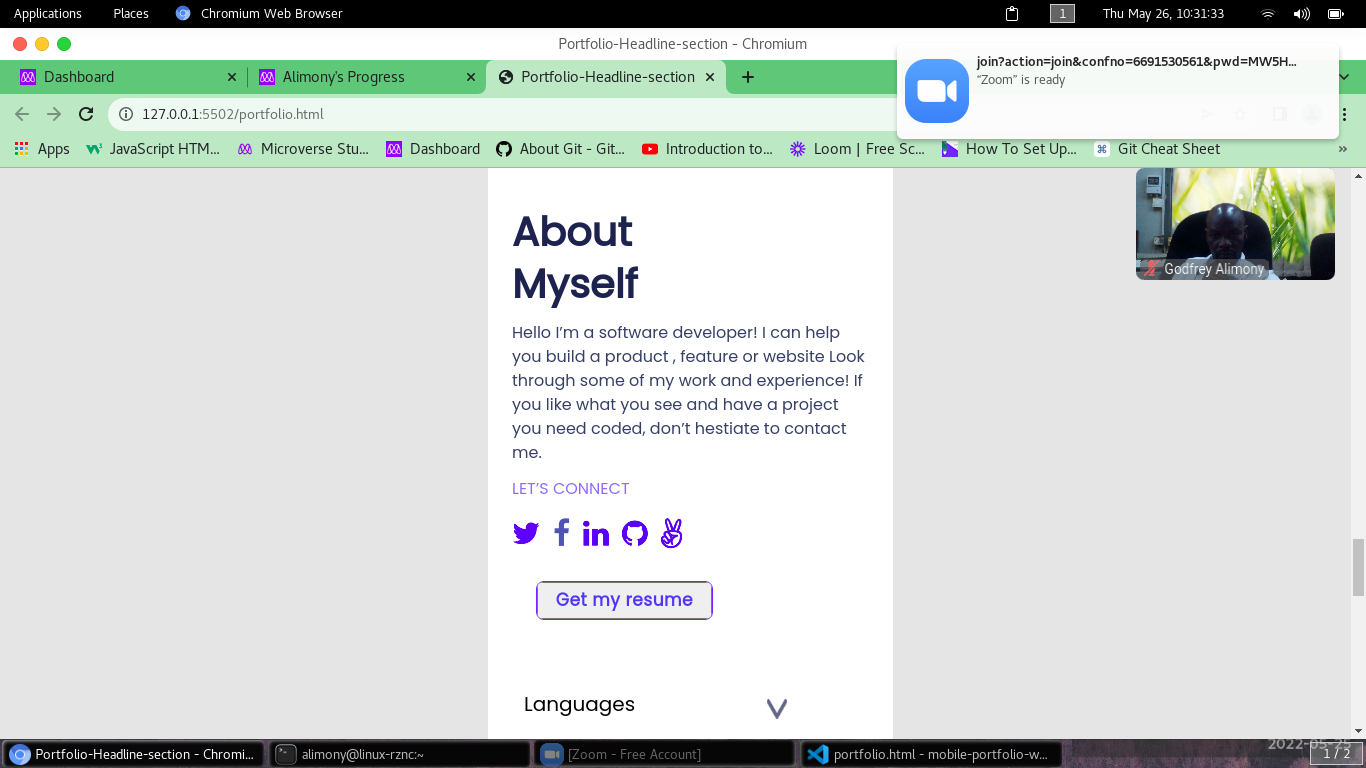 Applications Places Chromium Web Browser 1 Thu May 26, 10:31:33
Portfolio-Headline-section - Chromium
join?action=join&confno=6691530561&pwd=MW5H...
“Zoom” is ready
Dashboard Alimony's Progress Portfolio-Headline-section
127.0.0.1:5502/portfolio.html
Apps JavaScript HTM... Microverse Stu... Dashboard About Git - Git... Introduction to... Loom | Free Sc... How To Set Up... Git Cheat Sheet »
About
Myself
Godfrey Alimony
Hello I’m a software developer! I can help
you build a product , feature or website Look
through some of my work and experience! If
you like what you see and have a project
you need coded, don’t hestiate to contact
me.
LET’S CONNECT
Get my resume
Languages
2022-05-25
Portfolio-Headline-section - Chromi... alimony@linux-rznc:~ [Zoom - Free Account] portfolio.html - mobile-portfolio-w... 1 / 2